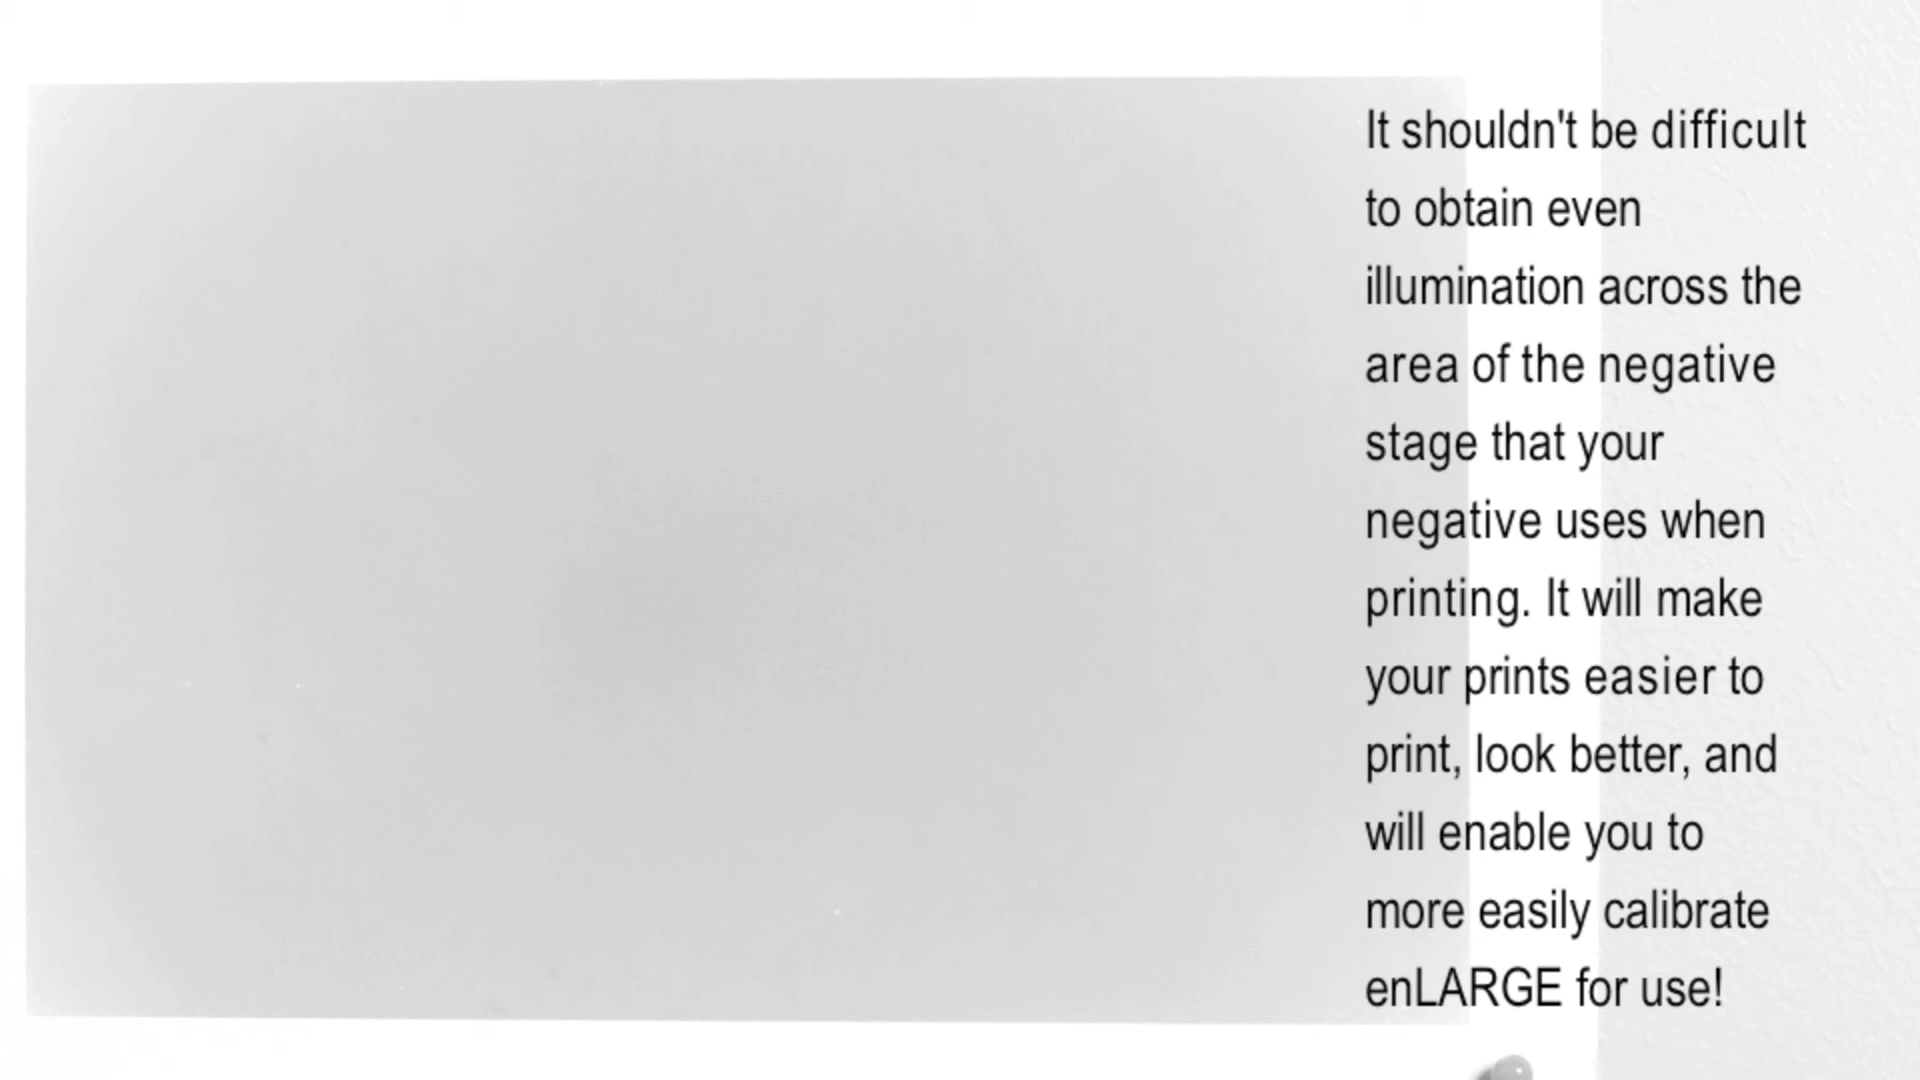 It shouldn't be difficult
to obtain even
illumination across the
area of the negative
stage that your
negative uses when
printing. It will make
your prints easier to
print, look better, and
will enable you to
more easily calibrate
enLARGE for use!